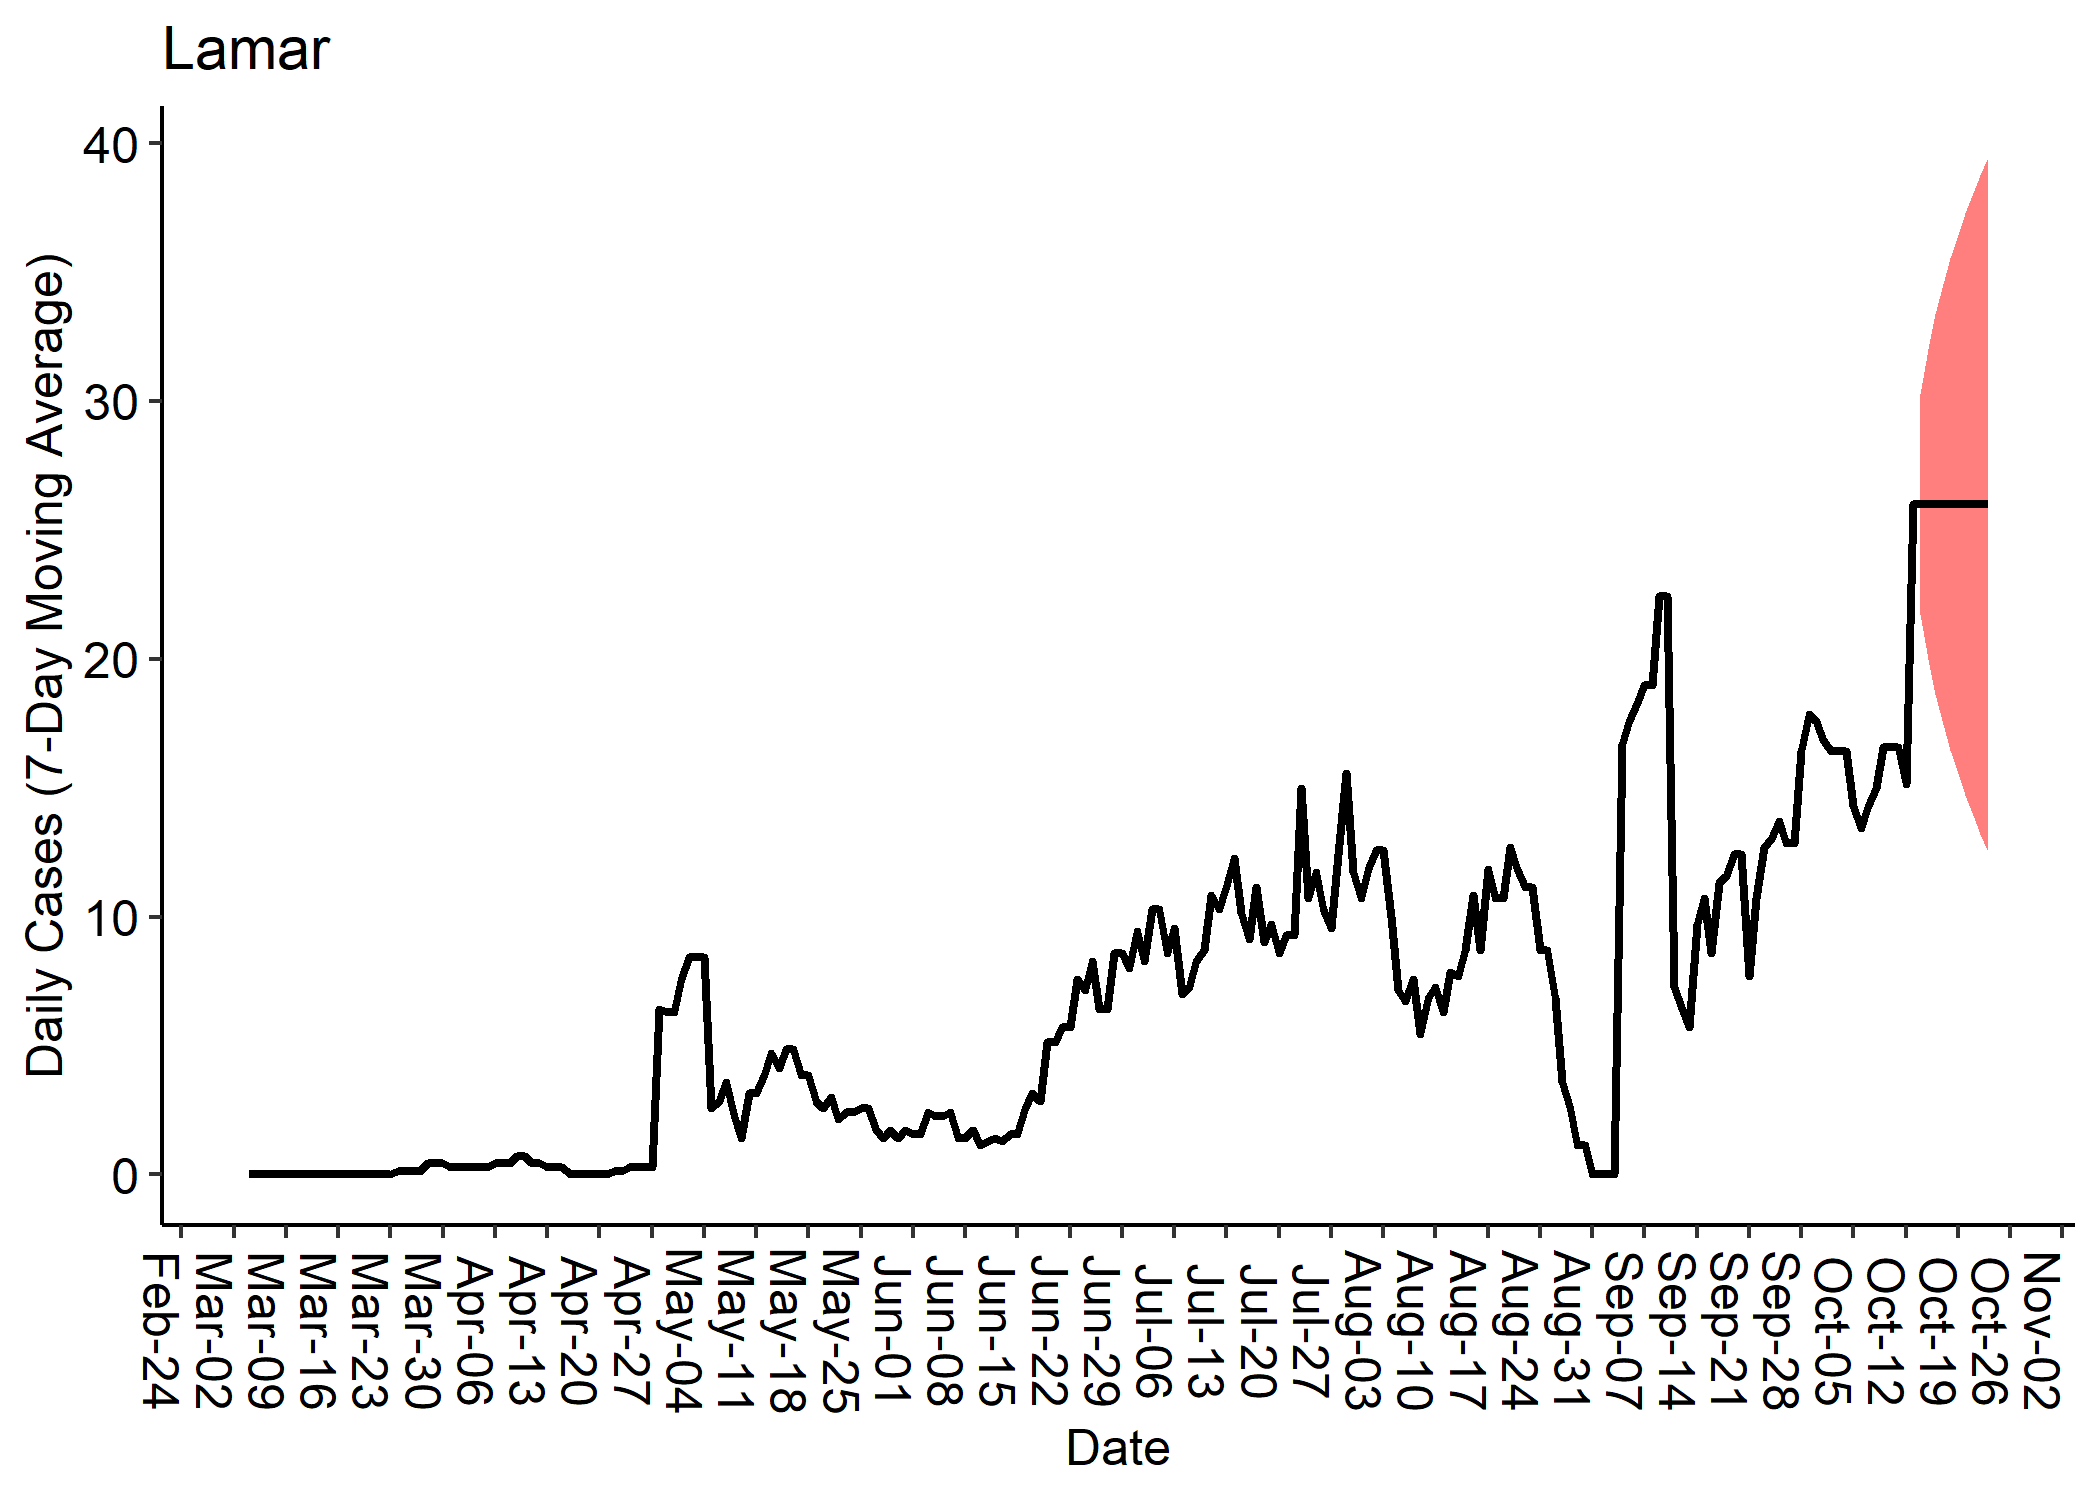 Lamar
Daily Cases (7-Day Moving Average)
40
30
20
10
0
Feb-24
Mar-02
Mar-09
Mar-16
Mar-23
Mar-30
Apr-06
Apr-13
Apr-20
Apr-27
May-04
May-11
May-18
May-25
Jun-01
Jun-08
Jun-15
Jun-22
Jun-29
Jul-06
Jul-13
Jul-20
Jul-27
Aug-03
Aug-10
Aug-17
Aug-24
Aug-31
Sep-07
Sep-14
Sep-21
Sep-28
Oct-05
Oct-12
Oct-19
Oct-26
Nov-02
Date